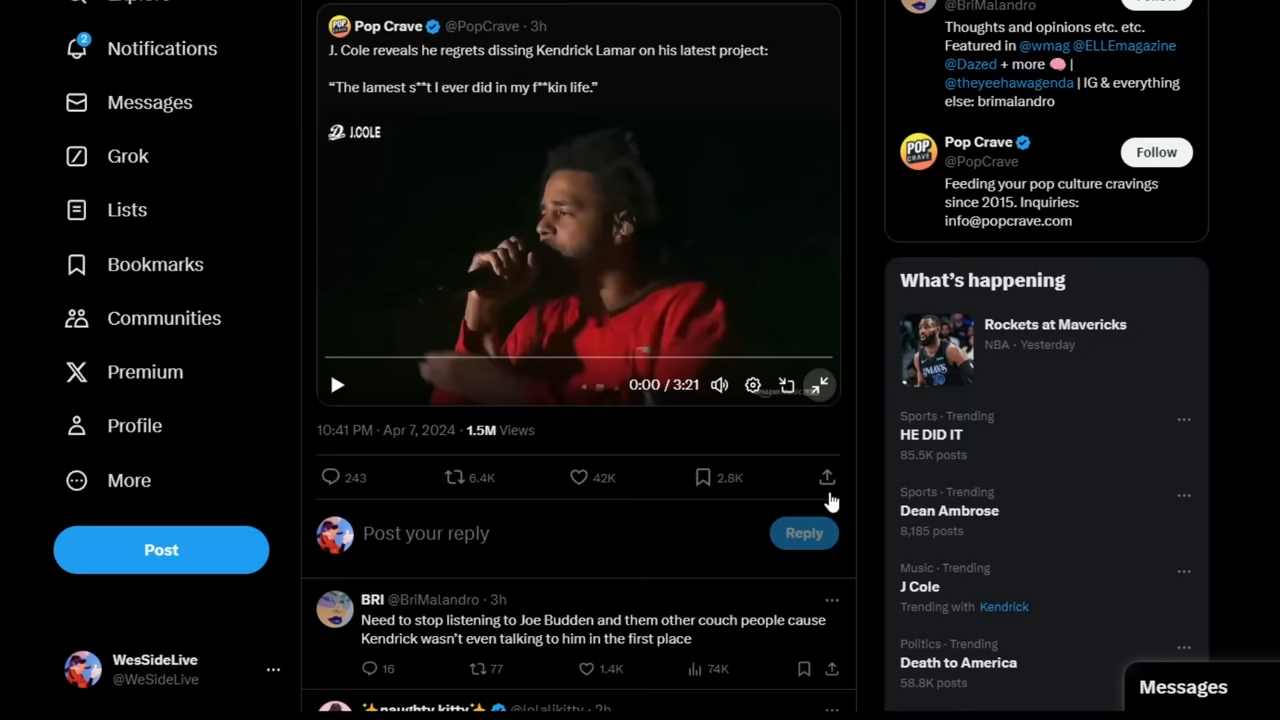 Notifications
2
Messages
Grok
Lists
Bookmarks
Communities
Premium
Profile
More
Post
WesSideLive
@WeSideLive
Pop Crave @PopCrave · 3h
J. Cole reveals he regrets dissing Kendrick Lamar on his latest project:
“The lamest s**t I ever did in my f**kin life.”
J.COLE
0:00 / 3:21
10:41 PM · Apr 7, 2024 · 1.5M Views
243 6.4K 42K 2.8K
Post your reply
Reply
BRI @BriMalandro · 3h
Need to stop listening to Joe Budden and them other couch people cause
Kendrick wasn’t even talking to him in the first place
16 77 1.4K 74K
naughty kitty @lolalikitty · 2h
@BriMalandro
Thoughts and opinions etc. etc.
Featured in @wmag @ELLEmagazine
@Dazed + more 🧠 |
@theyeehawagenda | IG & everything
else: brimalandro
POP
CRAVE
Pop Crave
@PopCrave
Follow
Feeding your pop culture cravings
since 2015. Inquiries:
info@popcrave.com
What’s happening
Rockets at Mavericks
NBA · Yesterday
Sports · Trending
HE DID IT
85.5K posts
Sports · Trending
Dean Ambrose
8,185 posts
Music · Trending
J Cole
Trending with Kendrick
Politics · Trending
Death to America
58.8K posts
Messages